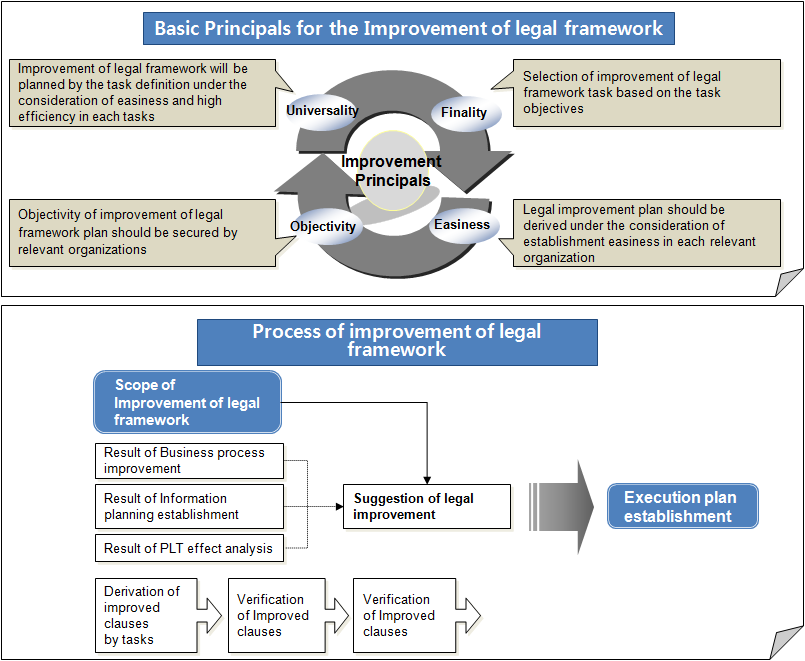 Basic Principals for the Improvement of legal framework
Improvement of legal framework will be
planned by the task definition under the
consideration of easiness and high
efficiency in each tasks
Universality
Finality
Selection of improvement of legal
framework task based on the task
objectives
Improvement
Principals
Objectivity of improvement of legal
framework plan should be secured by
relevant organizations
Objectivity
Easiness
Legal improvement plan should be
derived under the consideration of
establishment easiness in each relevant
organization
Process of improvement of legal
framework
Scope of
Improvement of legal
framework
Result of Business process
improvement
Result of Information
planning establishment
Result of PLT effect analysis
Suggestion of legal
improvement
Execution plan
establishment
Derivation of
improved
clauses
by tasks
Verification
of Improved
clauses
Verification
of Improved
clauses